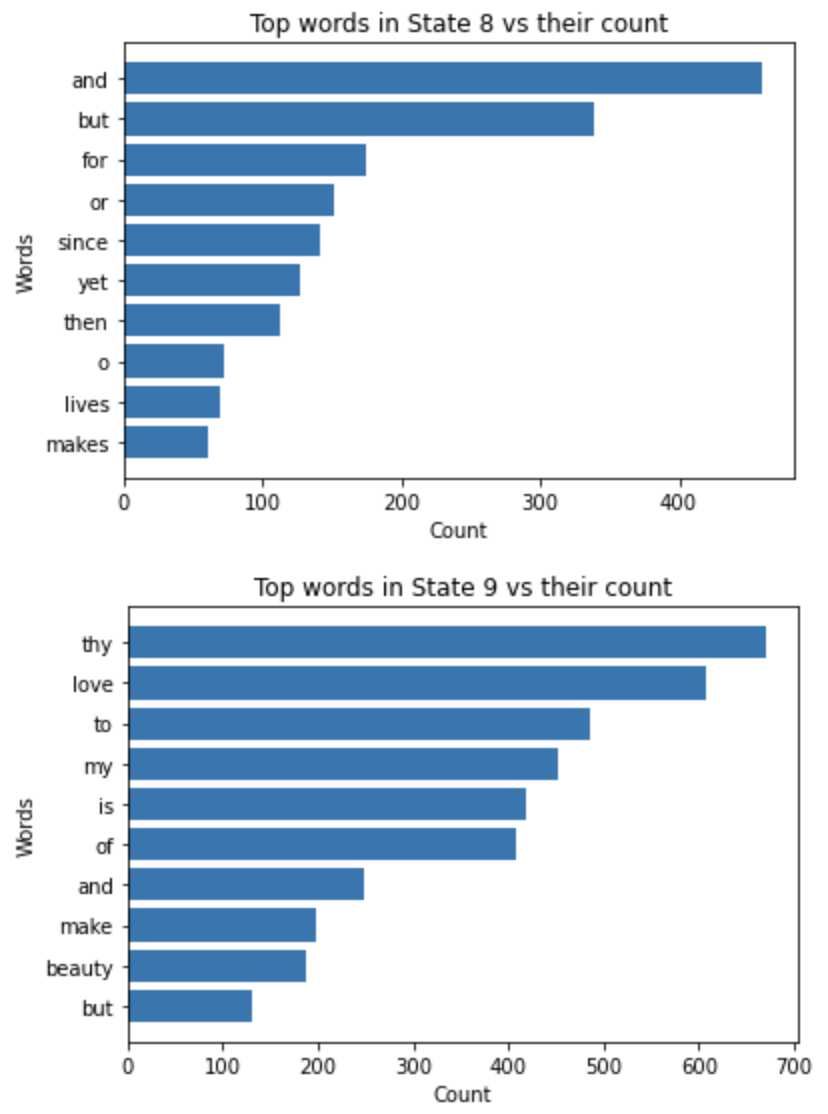 Top words in State 8 vs their count
Words
and
but
for
or
since
yet
then
o
lives
makes
0 100 200 300 400
Count
Top words in State 9 vs their count
Words
thy
love
to
my
is
of
and
make
beauty
but
0 100 200 300 400 500 600 700
Count